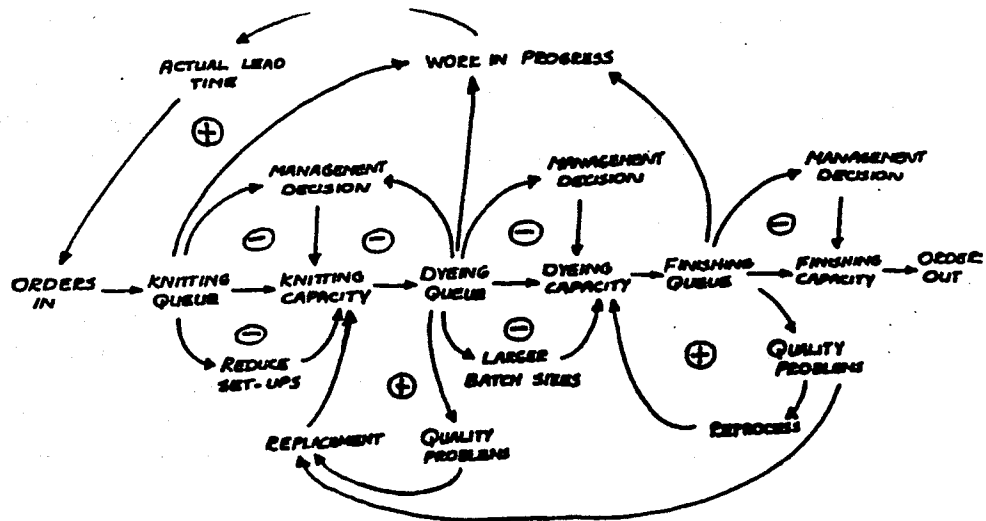 ACTUAL LEAD
TIME
WORK IN PROGRESS
+
MANAGEMENT
DECISION
MANAGEMENT
DECISION
MANAGEMENT
DECISION
−
−
−
−
ORDERS
IN
KNITTING
QUEUE
KNITTING
CAPACITY
DYEING
QUEUE
DYEING
CAPACITY
FINISHING
QUEUE
FINISHING
CAPACITY
ORDER
OUT
−
REDUCE
SET-UPS
−
LARGER
BATCH SIZES
+
+
QUALITY
PROBLEMS
REPLACEMENT
QUALITY
PROBLEMS
REPROCESS